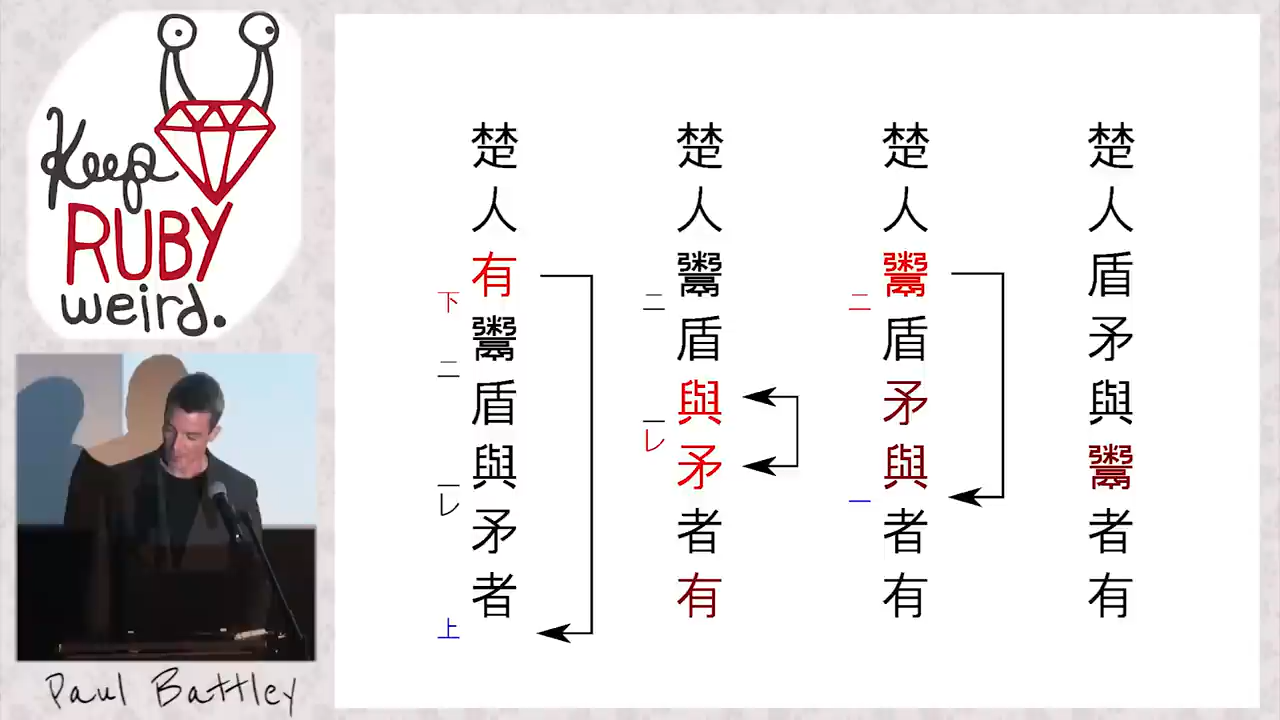 Keep
RUBY
weird.
Paul Battley
楚人有下鬻二盾與一レ矛者上
楚人鬻二盾與一レ矛者有
楚人鬻二盾矛與一者有
楚人盾矛與鬻者有